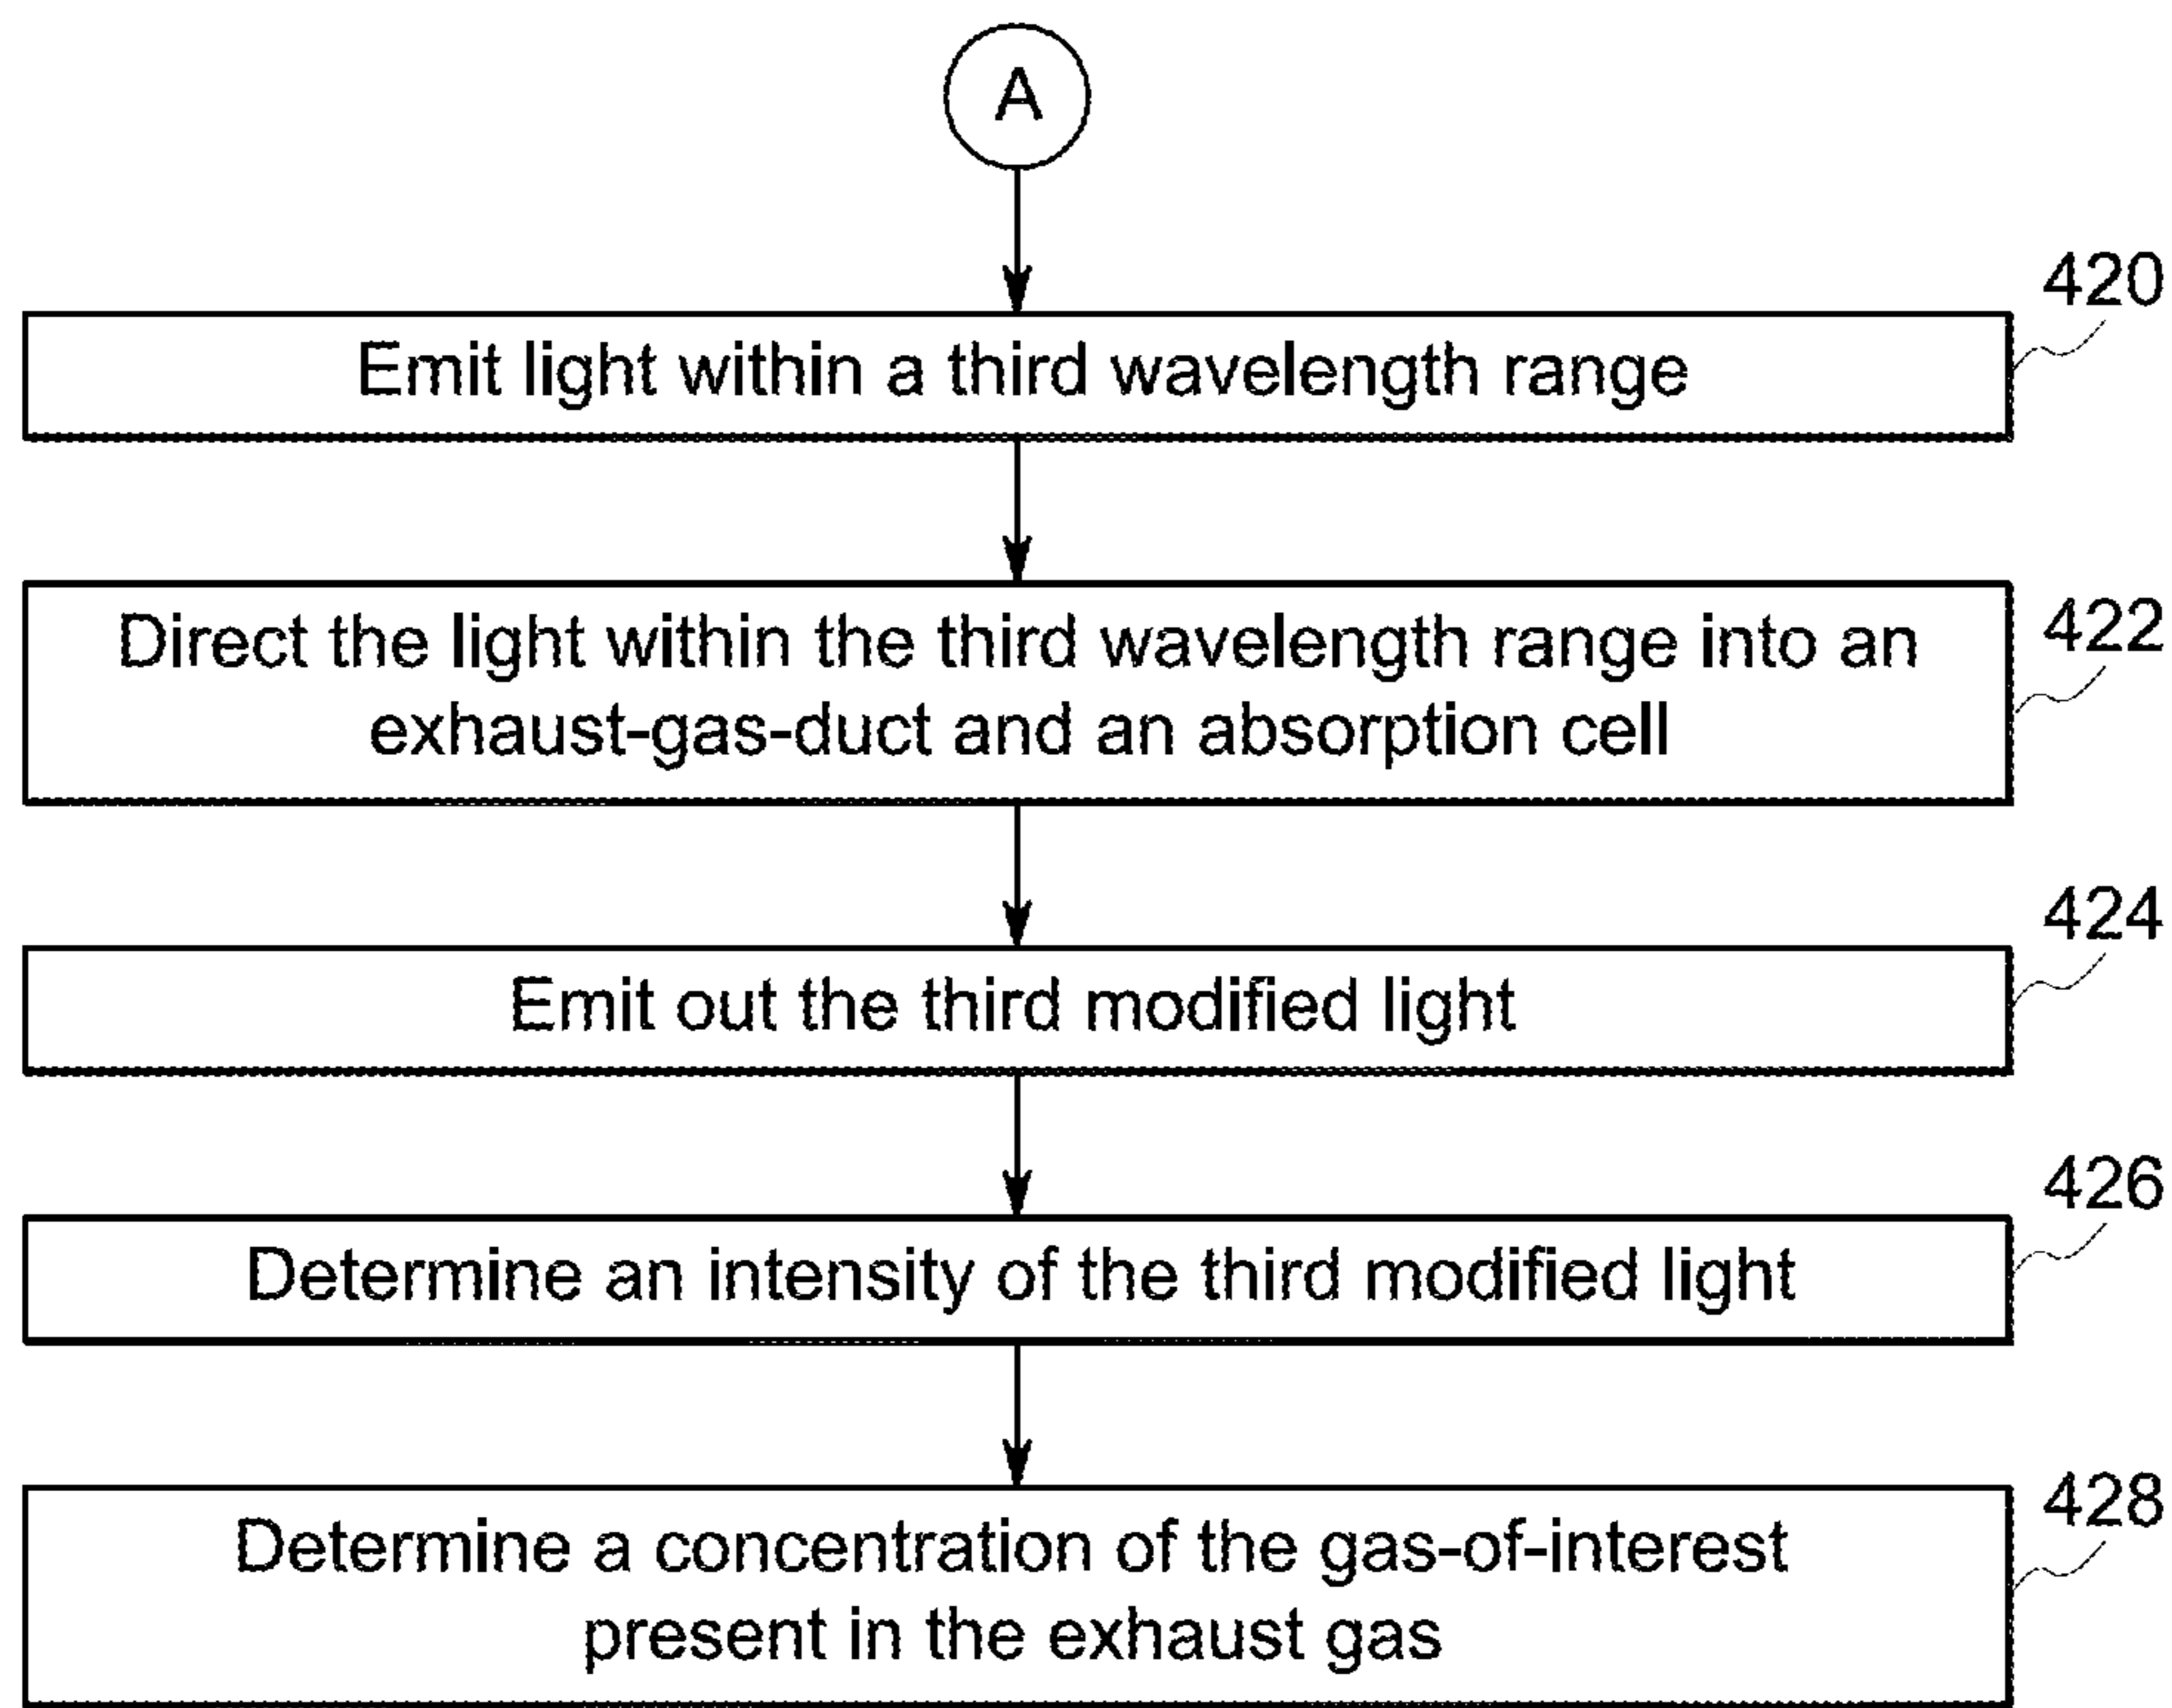 A
420
Emit light within a third wavelength range
422
Direct the light within the third wavelength range into an
exhaust-gas-duct and an absorption cell
424
Emit out the third modified light
426
Determine an intensity of the third modified light
428
Determine a concentration of the gas-of-interest
present in the exhaust gas